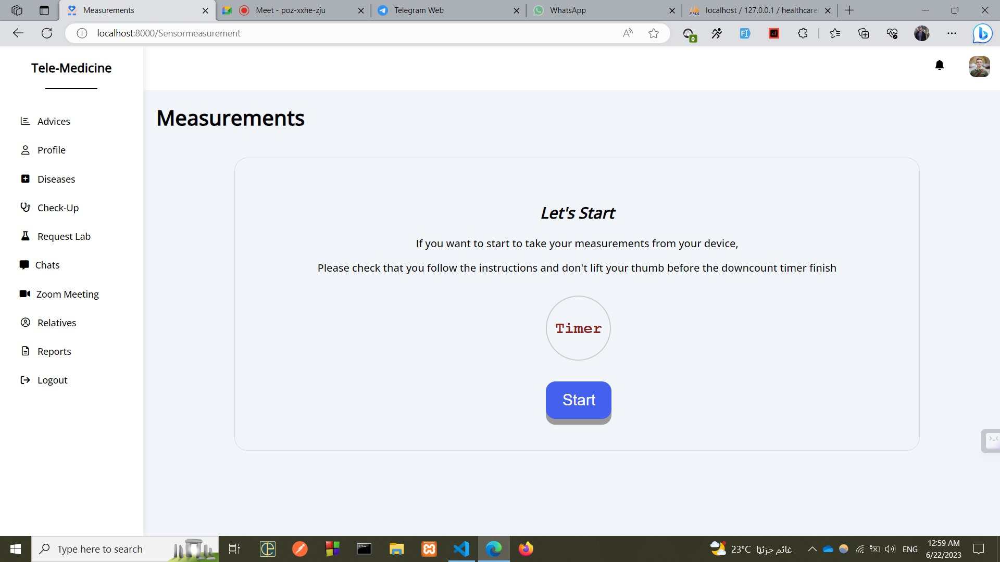 Measurements
Meet - poz-xxhe-zju
Telegram Web
WhatsApp
PMA
localhost / 127.0.0.1 / healthcare
localhost:8000/Sensormeasurement
0
Tele-Medicine
Measurements
Advices
Profile
Diseases
Check-Up
Request Lab
Chats
Zoom Meeting
Relatives
Reports
Logout
Let's Start
If you want to start to take your measurements from your device,
Please check that you follow the instructions and don't lift your thumb before the downcount timer finish
Timer
Start
Type here to search
23°C غائم جزئيًا
ENG
12:59 AM
6/22/2023